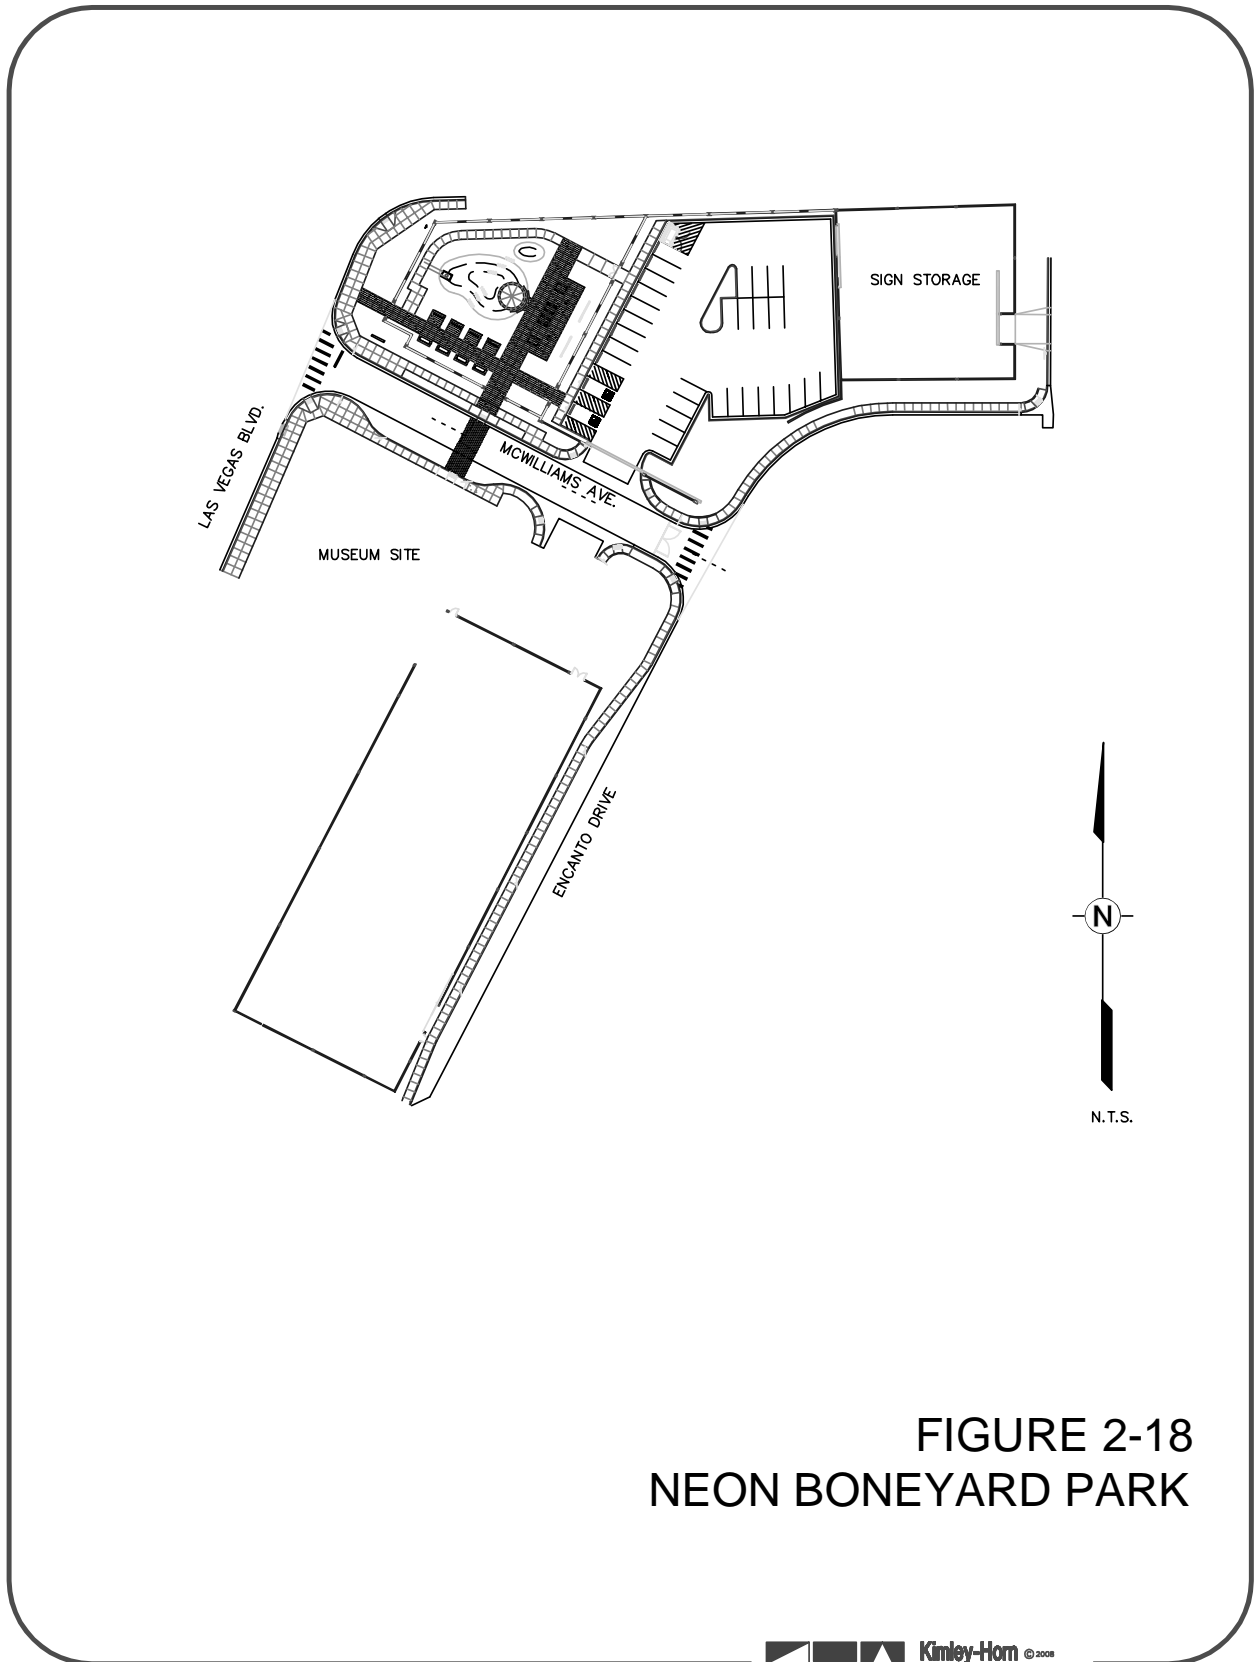 SIGN STORAGE
LAS VEGAS BLVD.
MCWILLIAMS AVE.
MUSEUM SITE
ENCANTO DRIVE
N
N.T.S.
FIGURE 2-18
NEON BONEYARD PARK
Kimley-Horn © 2008